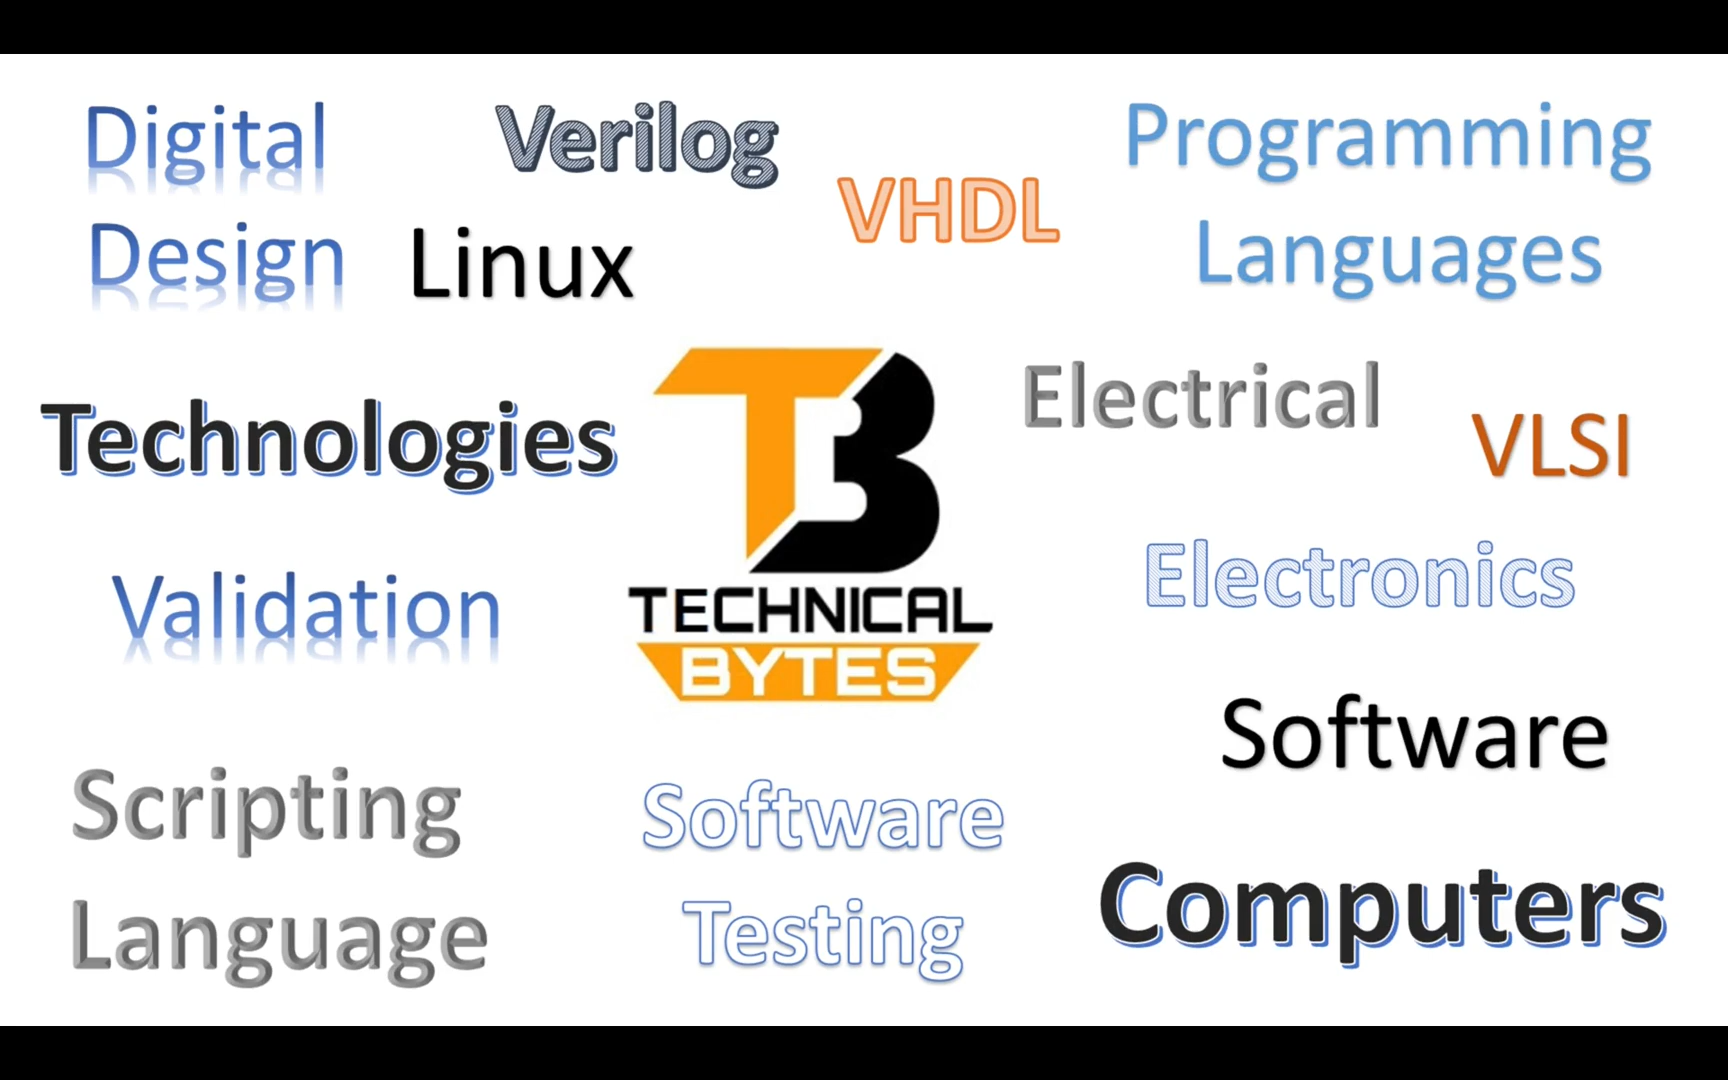 Digital
Design
Verilog
Linux
VHDL
Programming
Languages
Technologies
TB
TECHNICAL
BYTES
Electrical
VLSI
Validation
Electronics
Software
Scripting
Language
Software
Testing
Computers